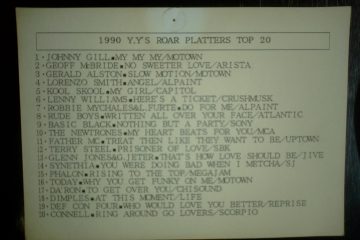 1990 Y.Y'S ROAR PLATTERS TOP 20
1・JOHNNY GILL■MY MY MY/MOTOWN
2・GEOFF McBRIDE■NO SWEETER LOVE/ARISTA
3・GERALD ALSTON■SLOW MOTION/MOTOWN
4・LORENZO SMITH■ANGEL/ALPAINT
5・KOOL SKOOL■MY GIRL/CAPITOL
6・LENNY WILLIAMS■HERE'S A TICKET/CRUSHMUSK
7・ROBBIE MYCHALES&L FURTE■DO FOR ME/ALPAINT
8・RUDE BOYS■WRITTEN ALL OVER YOUR FACE/ATLANTIC
9・BASIC BLACK■NOTHING BUT A PARTY/SONY
10・THE NEWTRONES■MY HEART BEATS FOR YOU/MCA
11・FATHER MC■TREAT THEN LIKE THEY WANT TO BE/UPTOWN
12・TERRY STEEL■PRISONER OF LOVE/SBK
13・GLENN JONES&G.JETER■THAT'S HOW LOVE SHOULD BE/JIVE
14・SYNETHIA■YOU WERE DOING BAD WHEN I METCHA/SJ
15・PHALON■RISING TO THE TOP/MEGAJAM
16・TODAY■WHY YOU GET FUNKY ON ME/MOTOWN
17・DA'RON■TO GET OVER YOU/CHISOUND
18・DIMPLES■AT THIS MOMENT/LIFE
19・DEF CON FOUR■WHO WOULD LOVE YOU BETTER/REPRISE
20・CONNELL■RING AROUND GO LOVERS/SCORPIO